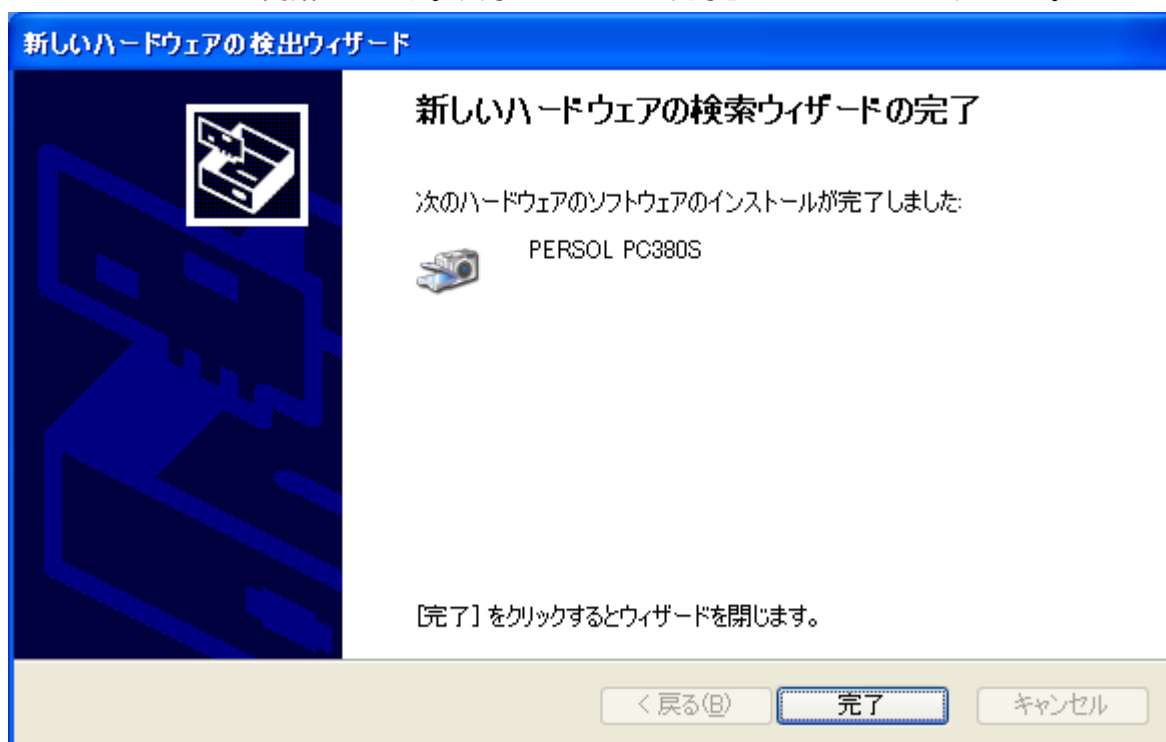 新しいハードウェアの検出ウィザード
新しいハードウェアの検索ウィザードの完了
次のハードウェアのソフトウェアのインストールが完了しました:
PERSOL PC380S
[完了] をクリックするとウィザードを閉じます。
< 戻る(B)
完了
キャンセル